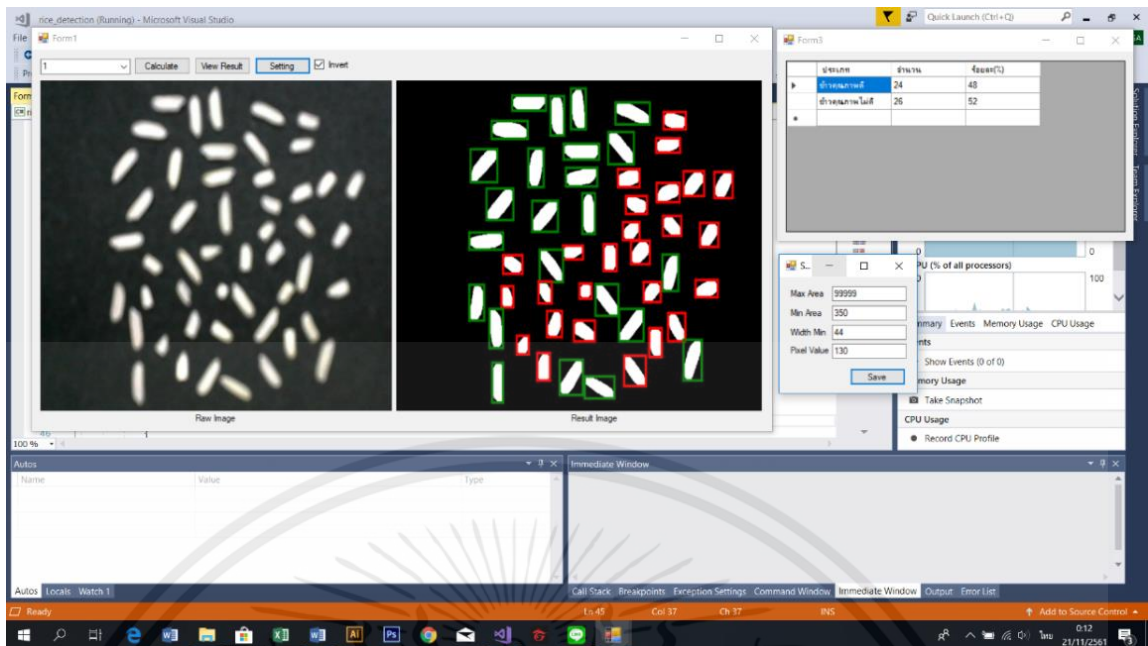 rice_detection (Running) - Microsoft Visual Studio
Quick Launch (Ctrl+Q)
File
Form1
1
Calculate
View Result
Setting
Invert
Raw Image
Result Image
Form3
ประเภท จำนวน ร้อยละ(%)
ข้าวคุณภาพดี 24 48
ข้าวคุณภาพไม่ดี 26 52
Solution Explorer
Team Explorer
S...
Max Area 99999
Min Area 350
Width Min 44
Pixel Value 130
Save
0 0
CPU (% of all processors)
100
Events Memory Usage CPU Usage
Show Events (0 of 0)
Take Snapshot
CPU Usage
Record CPU Profile
46
100 %
Autos
Name Value Type
Immediate Window
Autos Locals Watch 1
Call Stack Breakpoints Exception Settings Command Window Immediate Window Output Error List
Ready
Ln 45 Col 37 Ch 37 INS
Add to Source Control
ไทย
0:12
21/11/2561